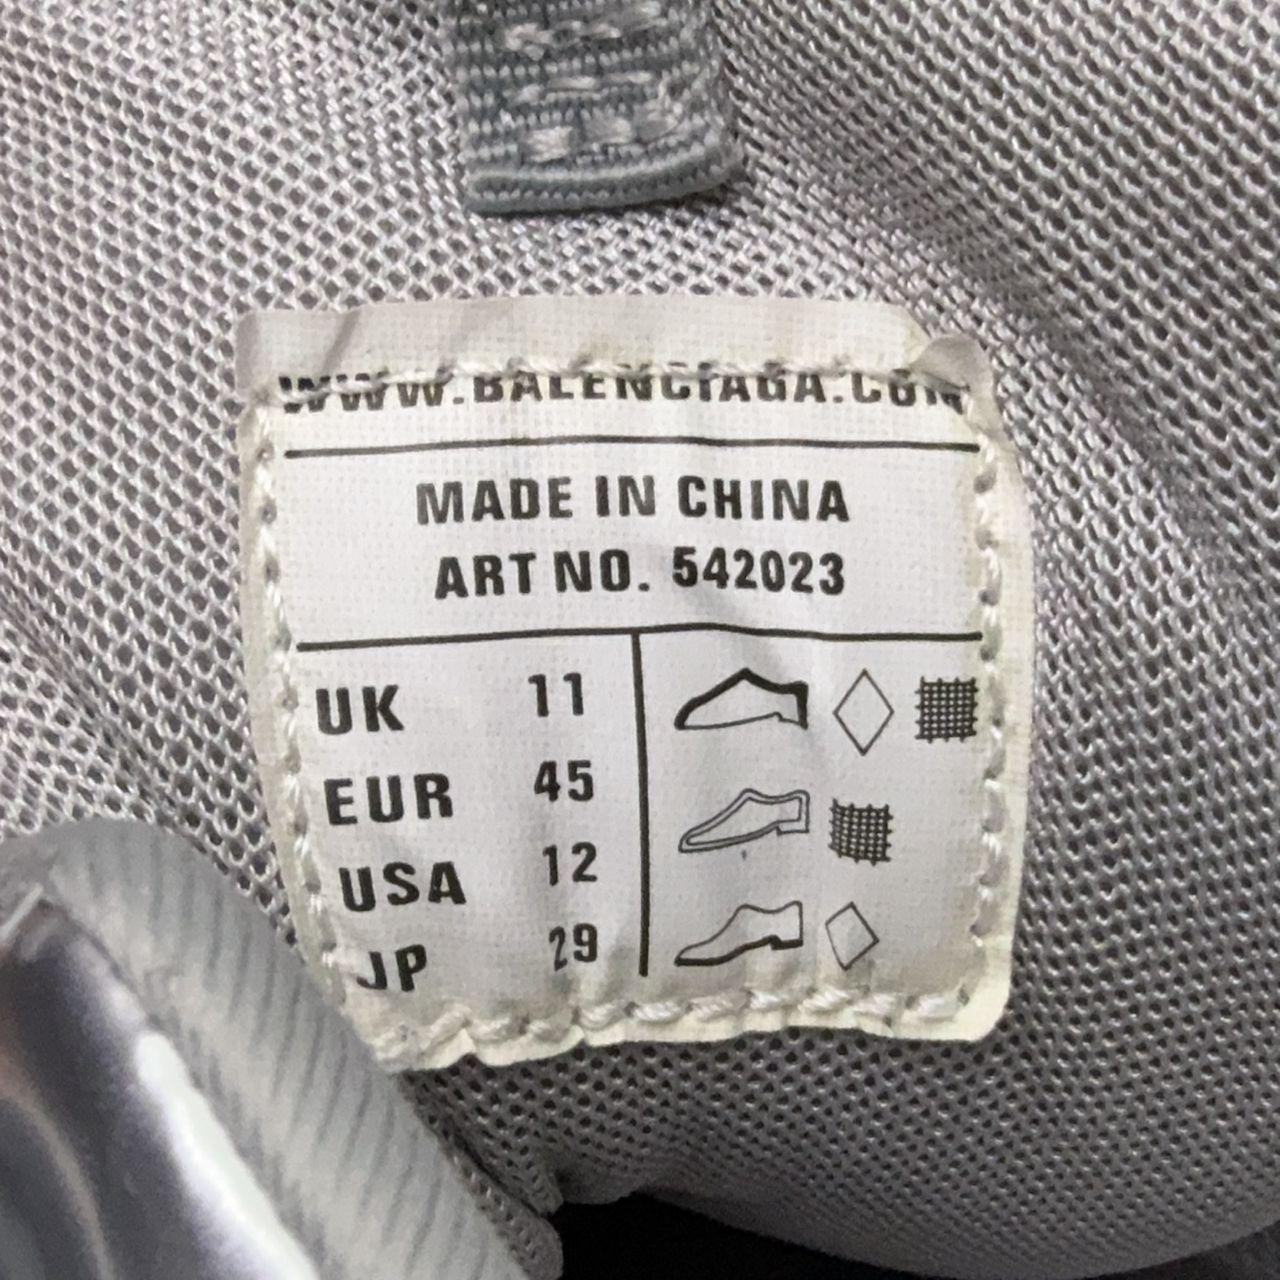 WWW.BALENCIAGA.COM
MADE IN CHINA
ART NO. 542023
UK 11
EUR 45
USA 12
JP 29